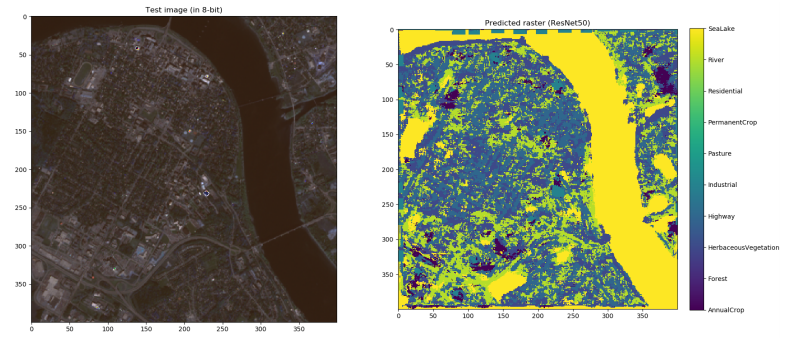 Test image (in 8-bit)
0
50
100
150
200
250
300
350
0 50 100 150 200 250 300 350
Predicted raster (ResNet50)
0
50
100
150
200
250
300
350
0 50 100 150 200 250 300 350
SeaLake
River
Residential
PermanentCrop
Pasture
Industrial
Highway
HerbaceousVegetation
Forest
AnnualCrop